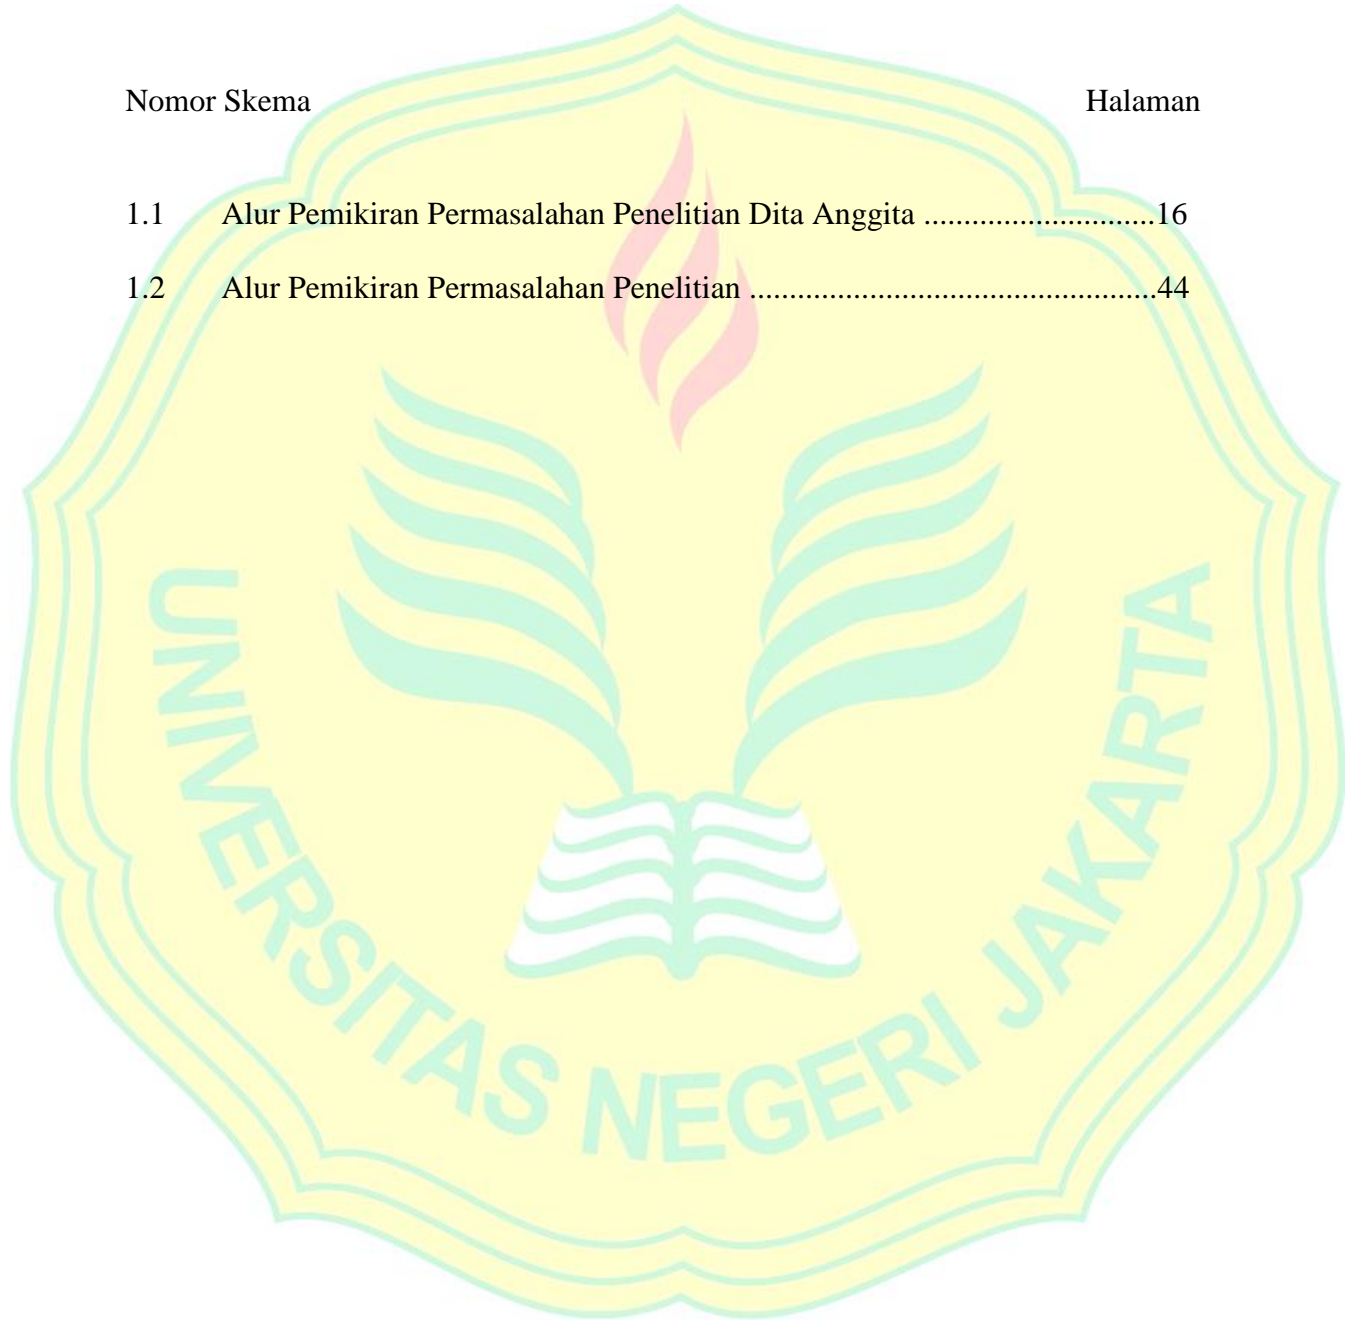 Nomor Skema Halaman
1.1 Alur Pemikiran Permasalahan Penelitian Dita Anggita .............................16
1.2 Alur Pemikiran Permasalahan Penelitian ...................................................44
UNIVERSITAS NEGERI JAKARTA